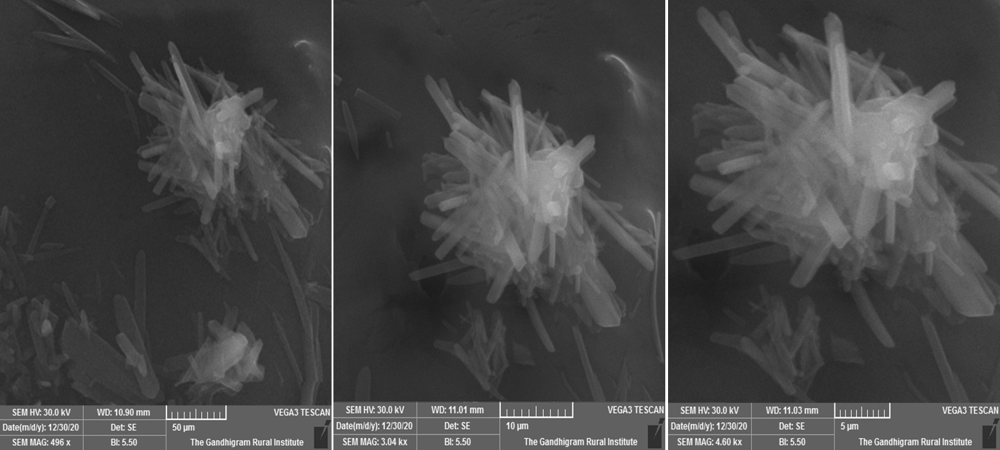 SEM HV: 30.0 kV WD: 10.90 mm VEGA3 TESCAN
Date(m/d/y): 12/30/20 Det: SE 50 µm
SEM MAG: 496 x BI: 5.50 The Gandhigram Rural Institute
SEM HV: 30.0 kV WD: 11.01 mm VEGA3 TESCAN
Date(m/d/y): 12/30/20 Det: SE 10 µm
SEM MAG: 3.04 kx BI: 5.50 The Gandhigram Rural Institute
SEM HV: 30.0 kV WD: 11.03 mm VEGA3 TESCAN
Date(m/d/y): 12/30/20 Det: SE 5 µm
SEM MAG: 4.60 kx BI: 5.50 The Gandhigram Rural Institute